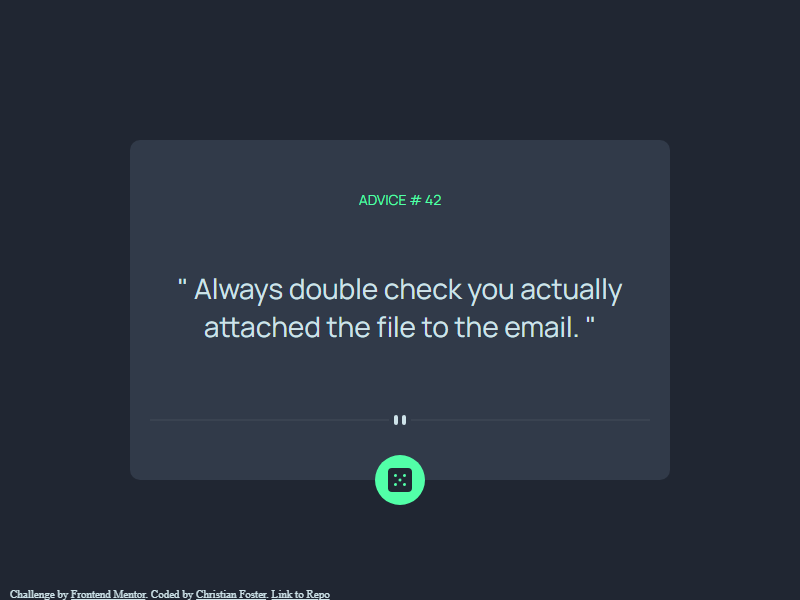 ADVICE # 42
" Always double check you actually
attached the file to the email. "
Challenge by Frontend Mentor. Coded by Christian Foster. Link to Repo